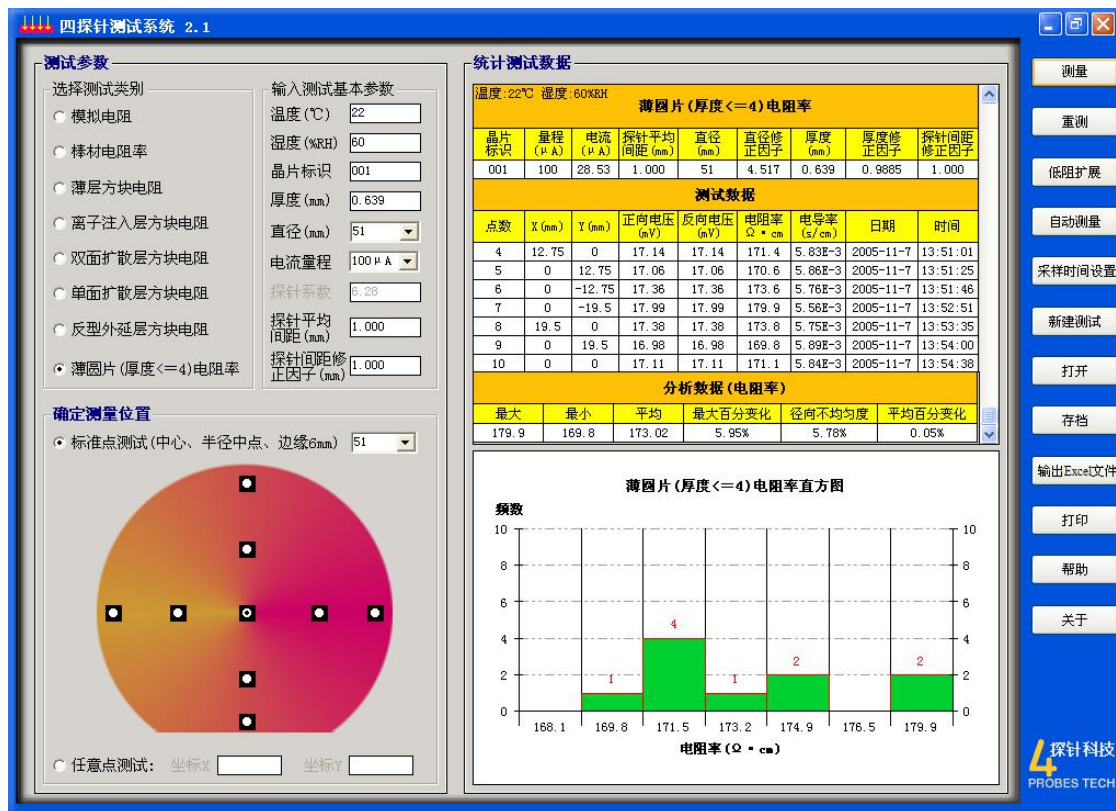 四探针测试系统 2.1
测试参数
选择测试类别
模拟电阻
棒材电阻率
薄层方块电阻
离子注入层方块电阻
双面扩散层方块电阻
单面扩散层方块电阻
反型外延层方块电阻
薄圆片(厚度<=4)电阻率
输入测试基本参数
温度(℃) 22
湿度(%RH) 60
晶片标识 001
厚度(mm) 0.639
直径(mm) 51
电流量程 100μA
探针系数 6.28
探针平均
间距(mm) 1.000
探针间距修
正因子(mm) 1.000
确定测量位置
标准点测试(中心、半径中点、边缘6mm) 51
任意点测试: 坐标X 坐标Y
统计测试数据
温度:22℃ 湿度:60%RH
薄圆片(厚度<=4)电阻率
晶片标识 量程(μA) 电流(μA) 探针平均间距(mm) 直径(mm) 直径修正因子 厚度(mm) 厚度修正因子 探针间距修正因子
001 100 28.53 1.000 51 4.517 0.639 0.9885 1.000
测试数据
点数 X(mm) Y(mm) 正向电压(mV) 反向电压(mV) 电阻率Ω·cm 电导率(s/cm) 日期 时间
4 12.75 0 17.14 17.14 171.4 5.83E-3 2005-11-7 13:51:01
5 0 12.75 17.06 17.06 170.6 5.86E-3 2005-11-7 13:51:25
6 0 -12.75 17.36 17.36 173.6 5.76E-3 2005-11-7 13:51:46
7 0 -19.5 17.99 17.99 179.9 5.56E-3 2005-11-7 13:52:51
8 19.5 0 17.38 17.38 173.8 5.75E-3 2005-11-7 13:53:35
9 0 19.5 16.98 16.98 169.8 5.89E-3 2005-11-7 13:54:00
10 0 0 17.11 17.11 171.1 5.84E-3 2005-11-7 13:54:38
分析数据(电阻率)
最大 最小 平均 最大百分变化 径向不均匀度 平均百分变化
179.9 169.8 173.02 5.95% 5.78% 0.05%
薄圆片(厚度<=4)电阻率直方图
频数
10 10
8 8
6 6
4
4 4
2 2
2 2
1 1
0 0
168.1 169.8 171.5 173.2 174.9 176.5 179.9
电阻率(Ω·cm)
测量
重测
低阻扩展
自动测量
采样时间设置
新建测试
打开
存档
输出Excel文件
打印
帮助
关于
4探针科技
PROBES TECH